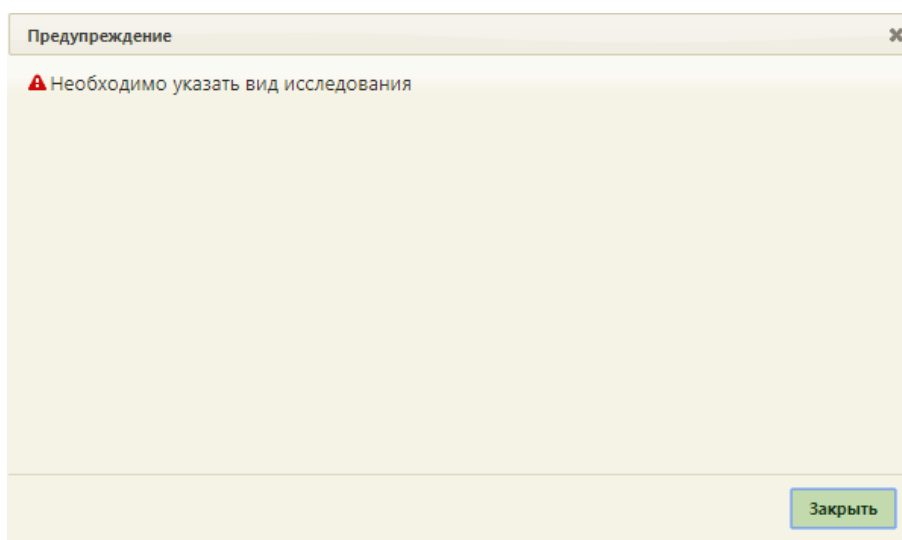 Предупреждение
Необходимо указать вид исследования
Закрыть